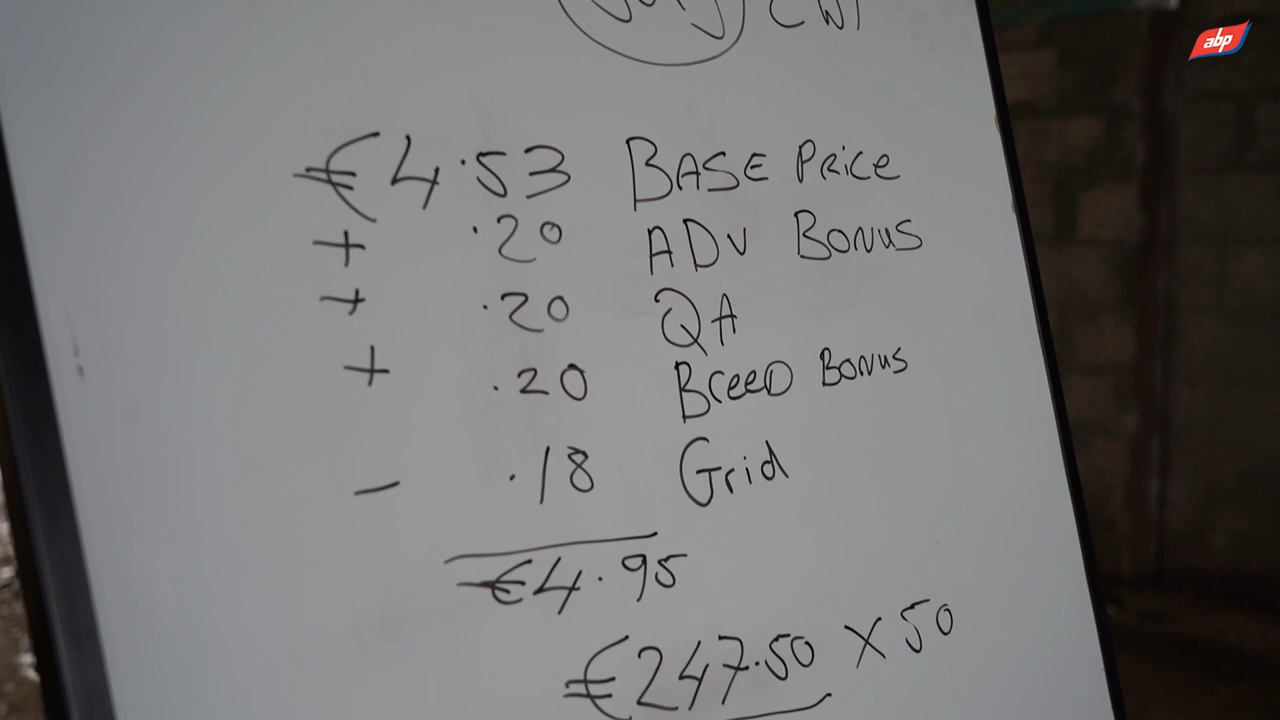 abp
€4.53 BASE PRice
+ .20 ADV BONUS
+ .20 QA
+ .20 BreeD BONUS
- .18 Grid
€4.95
€247.50 X 50